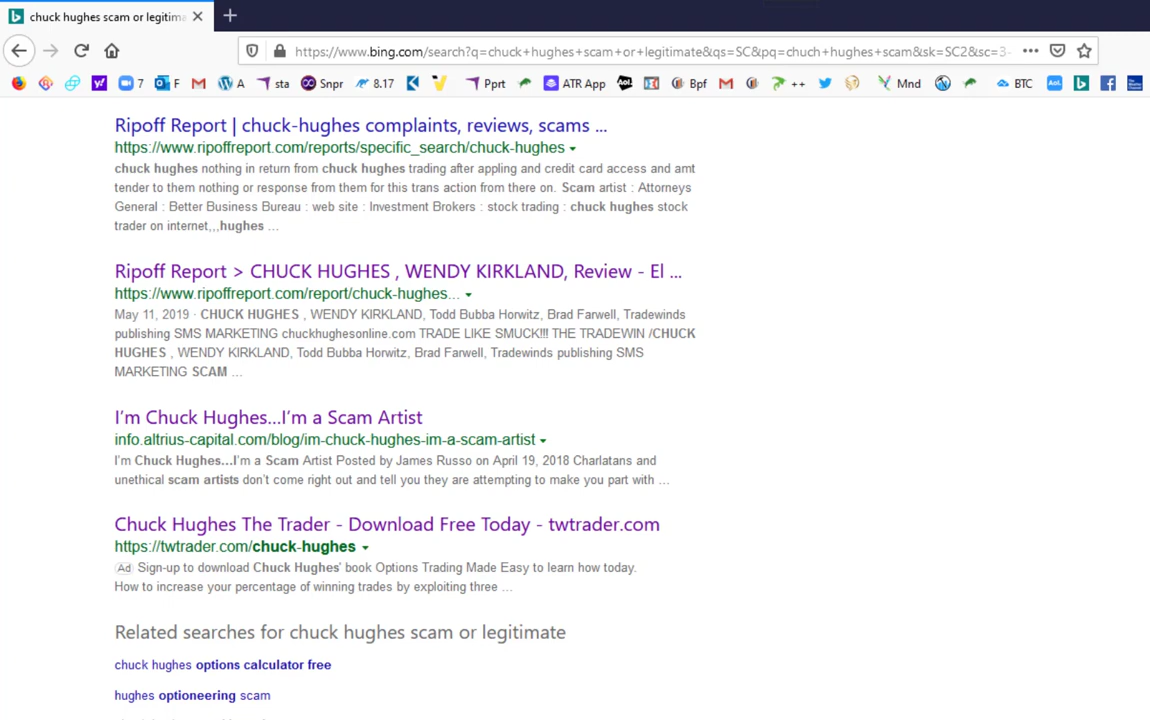 chuck hughes scam or legitima
https://www.bing.com/search?q=chuck+hughes+scam+or+legitimate&qs=SC&pq=chuch+hughes+scam&sk=SC2&sc=3-
7 F A sta Snpr 8.17 Pprt ATR App Aol. Bpf ++ Mnd BTC Aol.
Ripoff Report | chuck-hughes complaints, reviews, scams ...
https://www.ripoffreport.com/reports/specific_search/chuck-hughes
chuck hughes nothing in return from chuck hughes trading after appling and credit card access and amt
tender to them nothing or response from them for this trans action from there on. Scam artist : Attorneys
General : Better Business Bureau : web site : Investment Brokers : stock trading : chuck hughes stock
trader on internet,,,hughes ...
Ripoff Report > CHUCK HUGHES , WENDY KIRKLAND, Review - El ...
https://www.ripoffreport.com/report/chuck-hughes...
May 11, 2019 · CHUCK HUGHES , WENDY KIRKLAND, Todd Bubba Horwitz, Brad Farwell, Tradewinds
publishing SMS MARKETING chuckhughesonline.com TRADE LIKE SMUCK!!! THE TRADEWIN /CHUCK
HUGHES , WENDY KIRKLAND, Todd Bubba Horwitz, Brad Farwell, Tradewinds publishing SMS
MARKETING SCAM ...
I'm Chuck Hughes...I'm a Scam Artist
info.altrius-capital.com/blog/im-chuck-hughes-im-a-scam-artist
I'm Chuck Hughes...I'm a Scam Artist Posted by James Russo on April 19, 2018 Charlatans and
unethical scam artists don't come right out and tell you they are attempting to make you part with ...
Chuck Hughes The Trader - Download Free Today - twtrader.com
https://twtrader.com/chuck-hughes
Ad Sign-up to download Chuck Hughes' book Options Trading Made Easy to learn how today.
How to increase your percentage of winning trades by exploiting three ...
Related searches for chuck hughes scam or legitimate
chuck hughes options calculator free
hughes optioneering scam